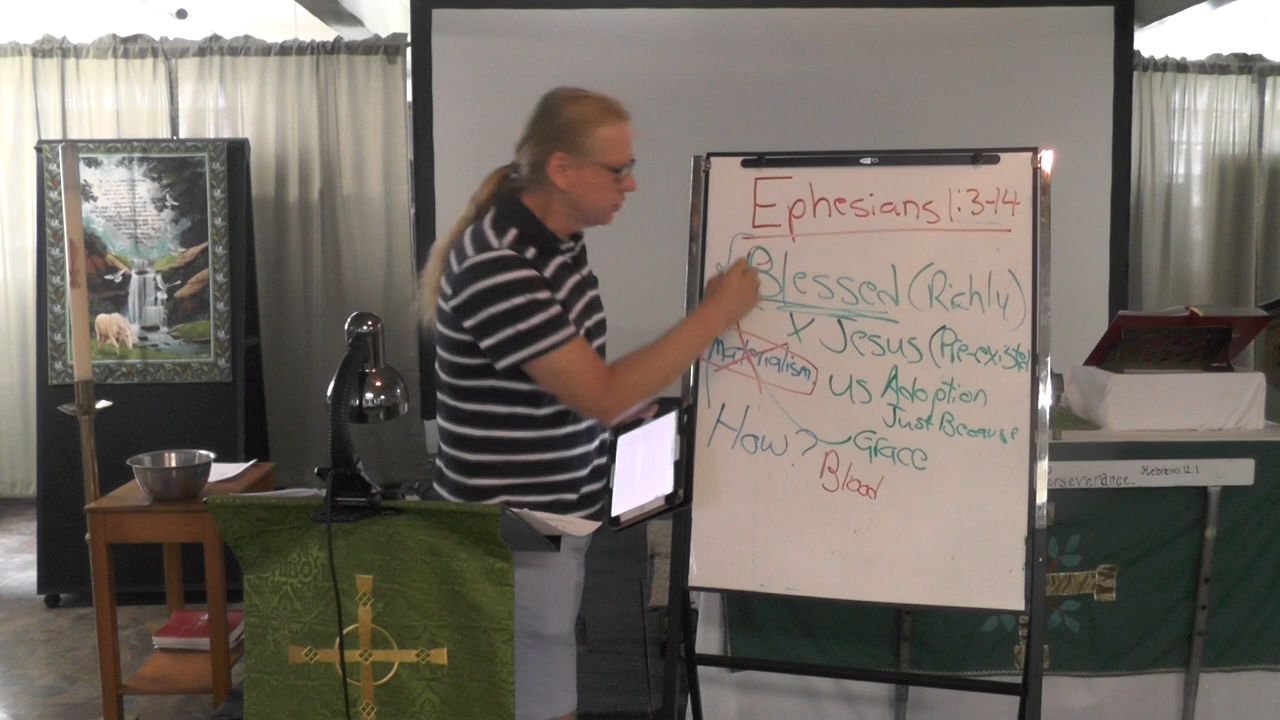 Ephesians 1:3-14
Blessed (Richly)
X Jesus (Pre-existed
Materialism
us Adoption
Just Because
How?
Grace
Blood
Perseverance Hebrews 12:1